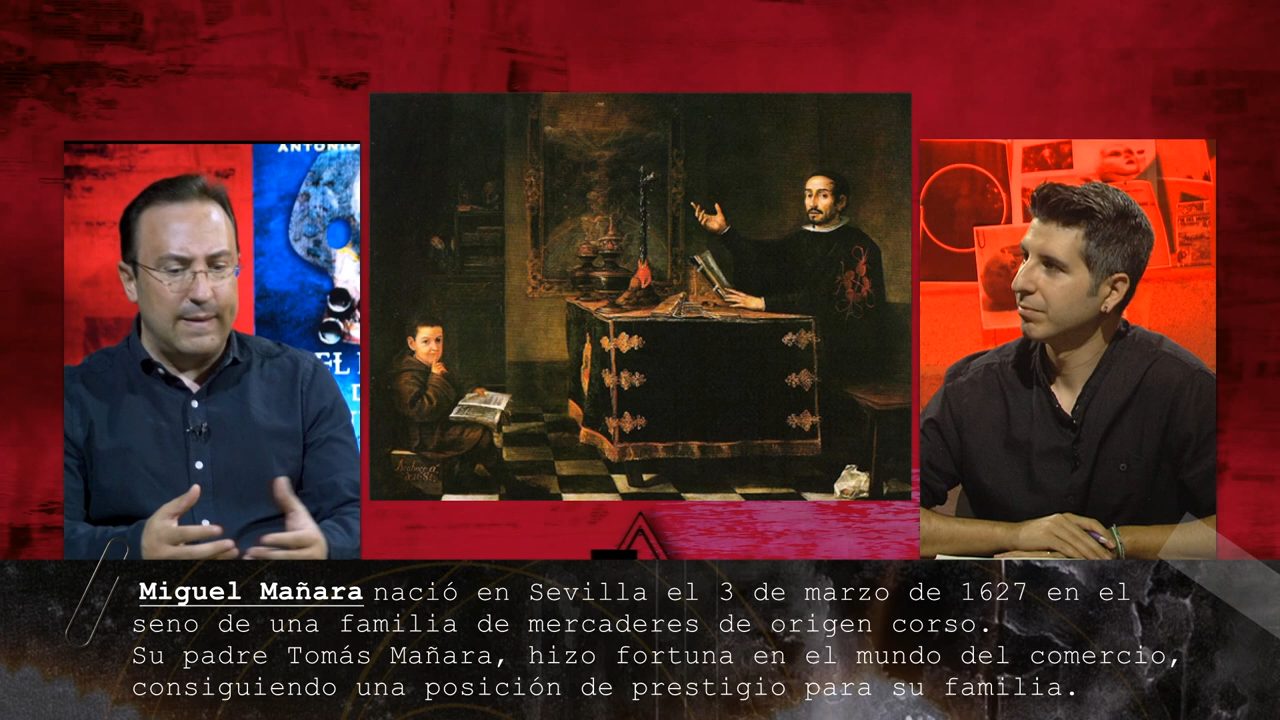 ANTONIO
EL
D
Miguel Mañara nació en Sevilla el 3 de marzo de 1627 en el
seno de una familia de mercaderes de origen corso.
Su padre Tomás Mañara, hizo fortuna en el mundo del comercio,
consiguiendo una posición de prestigio para su familia.